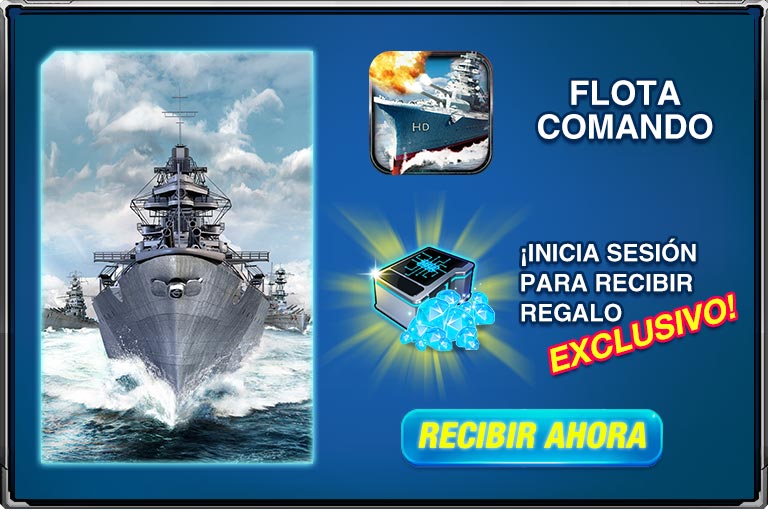 HD
FLOTA
COMANDO
¡INICIA SESIÓN
PARA RECIBIR
REGALO
EXCLUSIVO!
RECIBIR AHORA